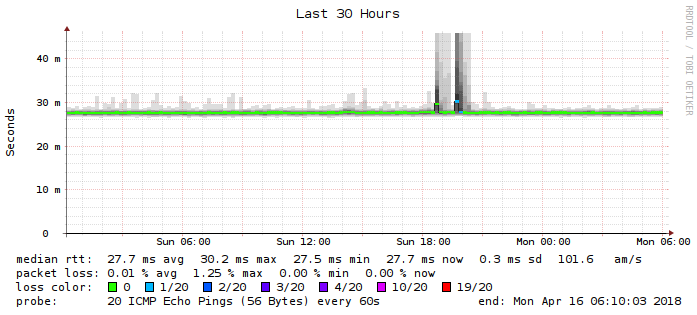 Last 30 Hours
RRDTOOL / TOBI OETIKER
Seconds
40 m
30 m
20 m
10 m
0
Sun 06:00 Sun 12:00 Sun 18:00 Mon 00:00 Mon 06:00
median rtt: 27.7 ms avg 30.2 ms max 27.5 ms min 27.7 ms now 0.3 ms sd 101.6 am/s
packet loss: 0.01 % avg 1.25 % max 0.00 % min 0.00 % now
loss color: 0 1/20 2/20 3/20 4/20 10/20 19/20
probe: 20 ICMP Echo Pings (56 Bytes) every 60s end: Mon Apr 16 06:10:03 2018